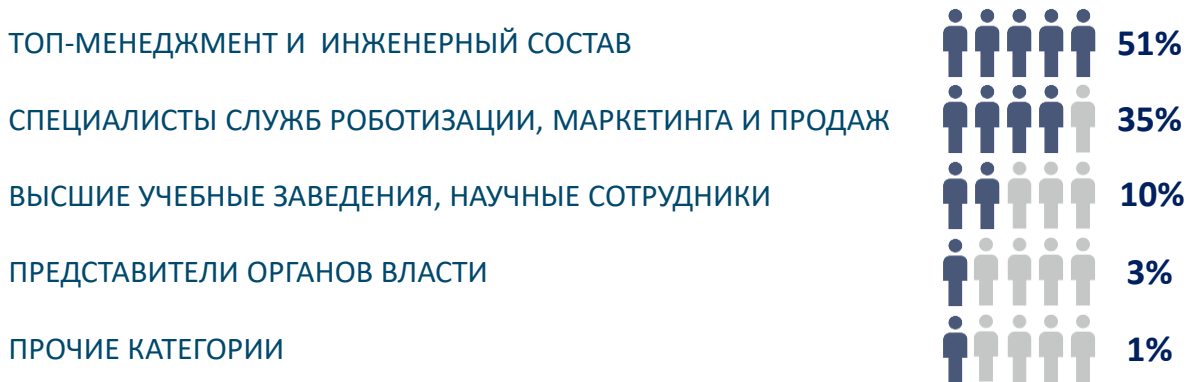 ТОП-МЕНЕДЖМЕНТ И ИНЖЕНЕРНЫЙ СОСТАВ 51%
СПЕЦИАЛИСТЫ СЛУЖБ РОБОТИЗАЦИИ, МАРКЕТИНГА И ПРОДАЖ 35%
ВЫСШИЕ УЧЕБНЫЕ ЗАВЕДЕНИЯ, НАУЧНЫЕ СОТРУДНИКИ 10%
ПРЕДСТАВИТЕЛИ ОРГАНОВ ВЛАСТИ 3%
ПРОЧИЕ КАТЕГОРИИ 1%